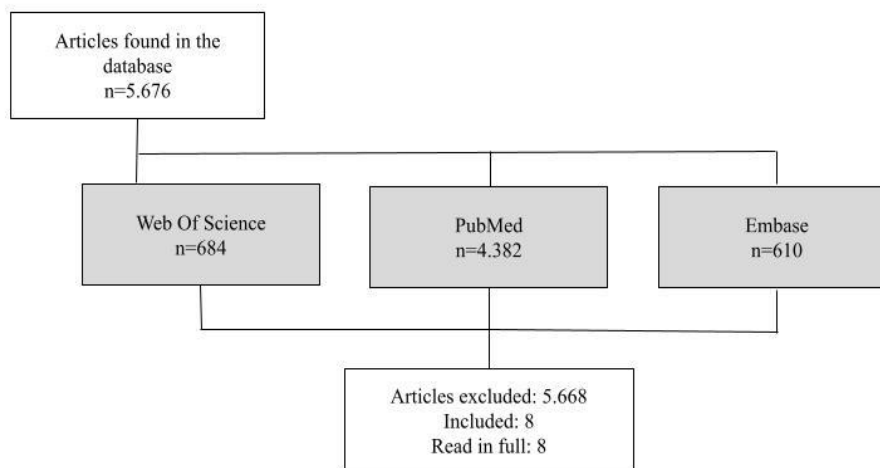 Articles found in the
database
n=5.676
Web Of Science
n=684
PubMed
n=4.382
Embase
n=610
Articles excluded: 5.668
Included: 8
Read in full: 8